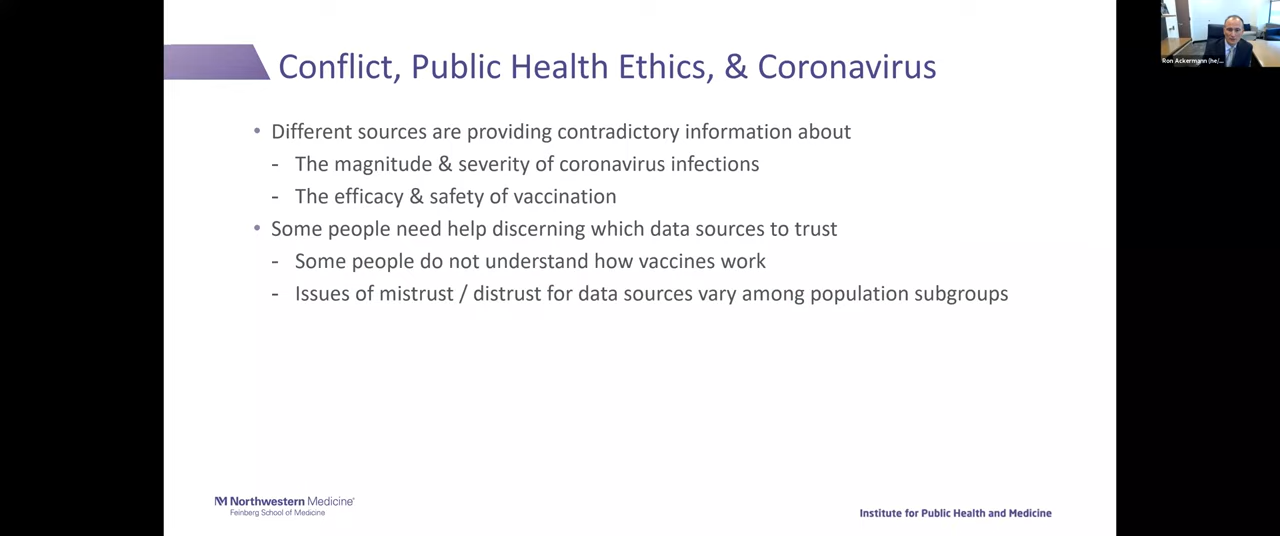 Conflict, Public Health Ethics, & Coronavirus
Ron Ackermann (he/...
• Different sources are providing contradictory information about
- The magnitude & severity of coronavirus infections
- The efficacy & safety of vaccination
• Some people need help discerning which data sources to trust
- Some people do not understand how vaccines work
- Issues of mistrust / distrust for data sources vary among population subgroups
M Northwestern Medicine®
Feinberg School of Medicine
Institute for Public Health and Medicine